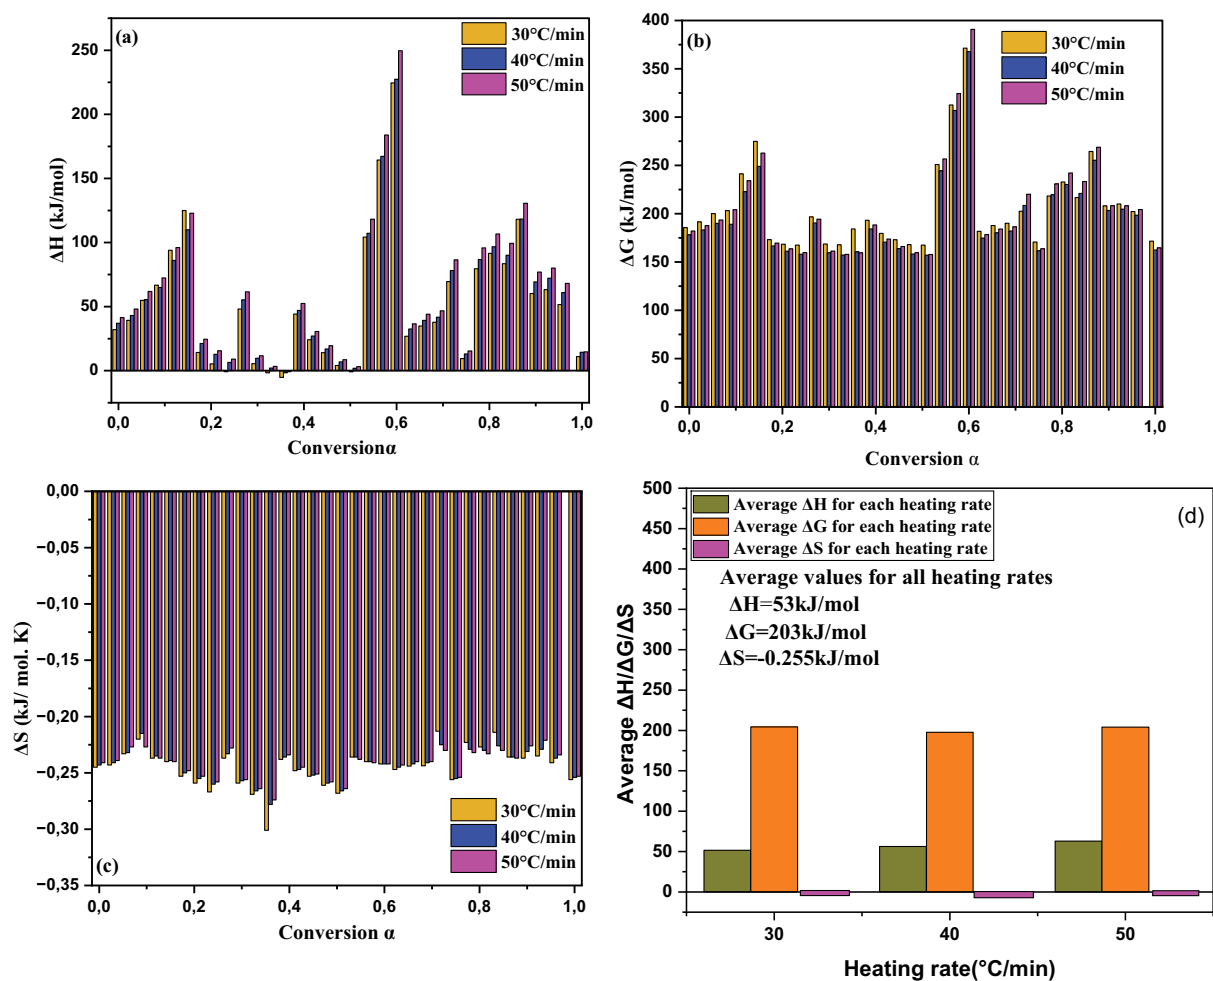 (a)
30°C/min
40°C/min
50°C/min
250
200
150
100
50
0
ΔH (kJ/mol)
0,0 0,2 0,4 0,6 0,8 1,0
Conversionα
(b)
30°C/min
40°C/min
50°C/min
400
350
300
250
200
150
100
50
0
ΔG (kJ/mol)
0,0 0,2 0,4 0,6 0,8 1,0
Conversion α
0,00
−0,05
−0,10
−0,15
−0,20
−0,25
−0,30
−0,35
ΔS (kJ/ mol. K)
30°C/min
40°C/min
50°C/min
(c)
0,0 0,2 0,4 0,6 0,8 1,0
Conversion α
(d)
Average ΔH for each heating rate
Average ΔG for each heating rate
Average ΔS for each heating rate
Average values for all heating rates
ΔH=53kJ/mol
ΔG=203kJ/mol
ΔS=-0.255kJ/mol
500
450
400
350
300
250
200
150
100
50
0
Average ΔH/ΔG/ΔS
30 40 50
Heating rate(°C/min)